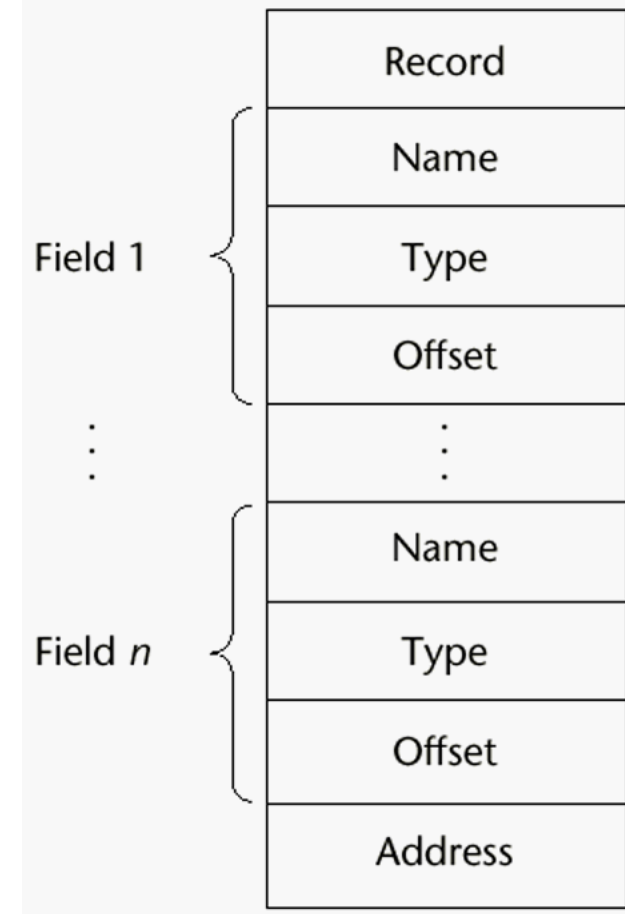 Record
Name
Field 1
Type
Offset
⋮ ⋮
Name
Field n
Type
Offset
Address